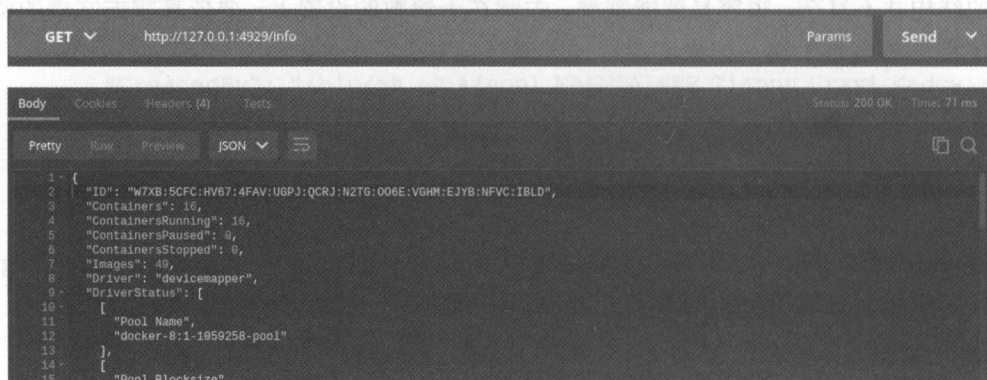 GET http://127.0.0.1:4929/info Params Send
Body Cookies Headers (4) Tests Status: 200 OK Time: 71 ms
Pretty Raw Preview JSON
1 {
2 "ID": "W7XB:5CFC:HV67:4FAV:UGPJ:QCRJ:N2TG:OO6E:VGHM:EJYB:NFVC:IBLD",
3 "Containers": 16,
4 "ContainersRunning": 16,
5 "ContainersPaused": 0,
6 "ContainersStopped": 0,
7 "Images": 49,
8 "Driver": "devicemapper",
9 "DriverStatus": [
10 [
11 "Pool Name",
12 "docker-8:1-1059258-pool"
13 ],
14 [
15 "Pool Blocksize"